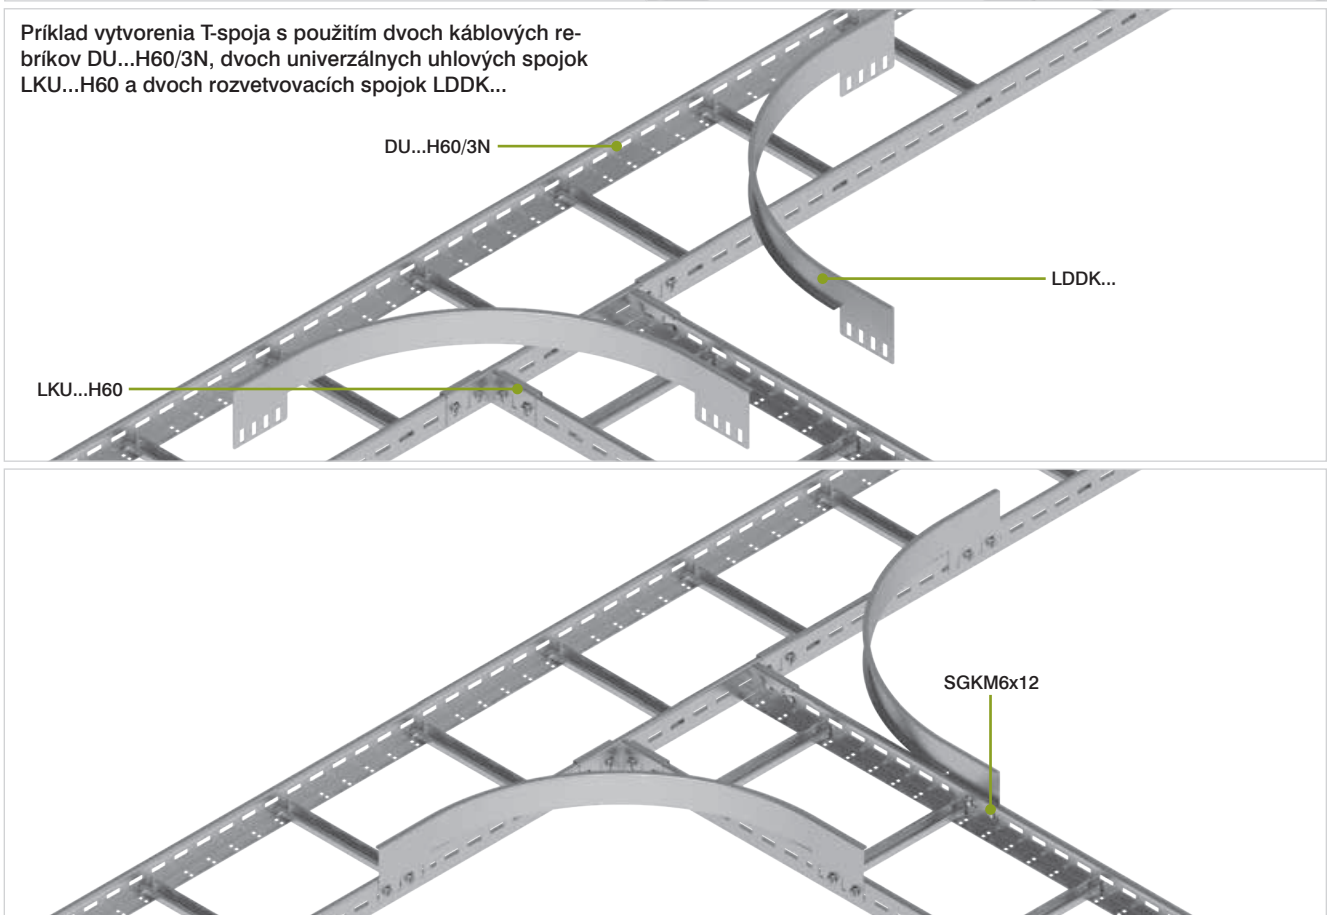 Príklad vytvorenia T-spoja s použitím dvoch káblových re-
bríkov DU...H60/3N, dvoch univerzálnych uhlových spojok
LKU...H60 a dvoch rozvetvovacích spojok LDDK...
DU...H60/3N
LDDK...
LKU...H60
SGKM6x12